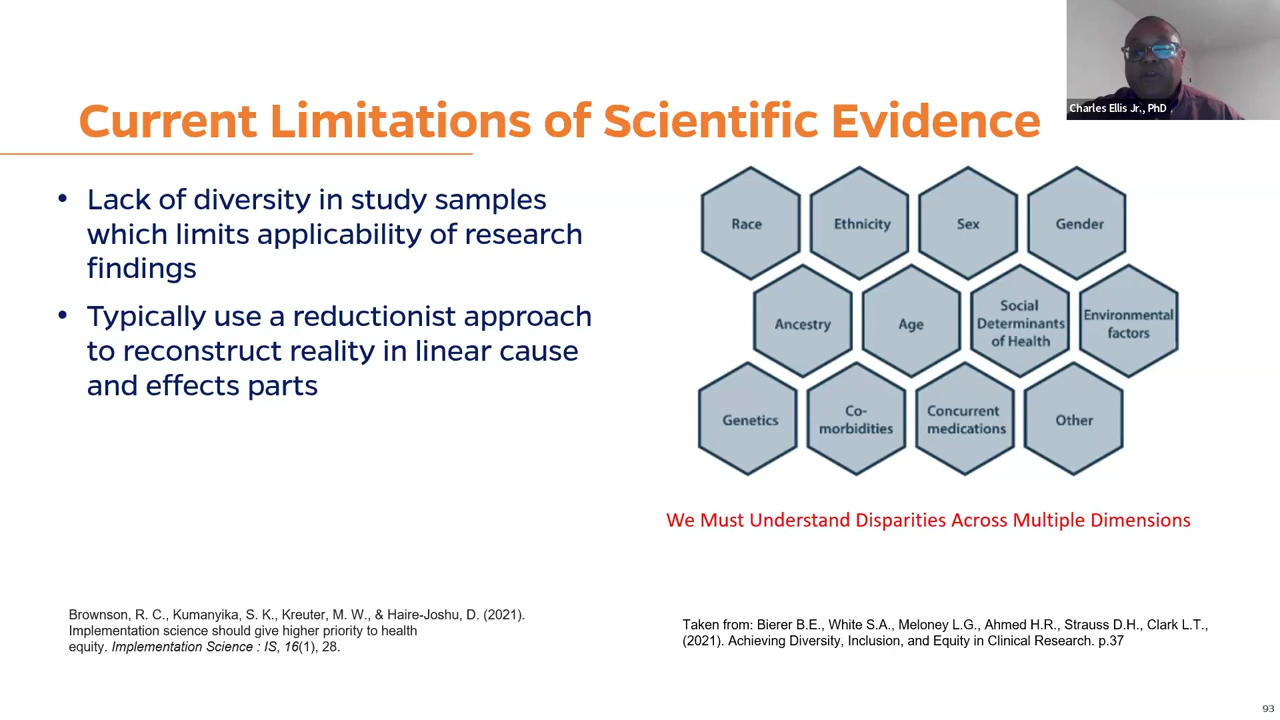 Charles Ellis Jr., PhD
Current Limitations of Scientific Evidence
• Lack of diversity in study samples
which limits applicability of research
findings
• Typically use a reductionist approach
to reconstruct reality in linear cause
and effects parts
Race
Ethnicity
Sex
Gender
Ancestry
Age
Social
Determinants
of Health
Environmental
factors
Genetics
Co-
morbidities
Concurrent
medications
Other
We Must Understand Disparities Across Multiple Dimensions
Brownson, R. C., Kumanyika, S. K., Kreuter, M. W., & Haire-Joshu, D. (2021).
Implementation science should give higher priority to health
equity. Implementation Science : IS, 16(1), 28.
Taken from: Bierer B.E., White S.A., Meloney L.G., Ahmed H.R., Strauss D.H., Clark L.T.,
(2021). Achieving Diversity, Inclusion, and Equity in Clinical Research. p.37
93